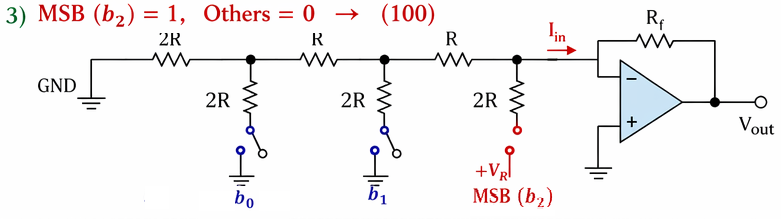 3) MSB (b₂) = 1, Others = 0 → (100)
2R R R I_in R_f
GND
2R 2R 2R
−
+
V_out
+V_R
b₀ b₁ MSB (b₂)